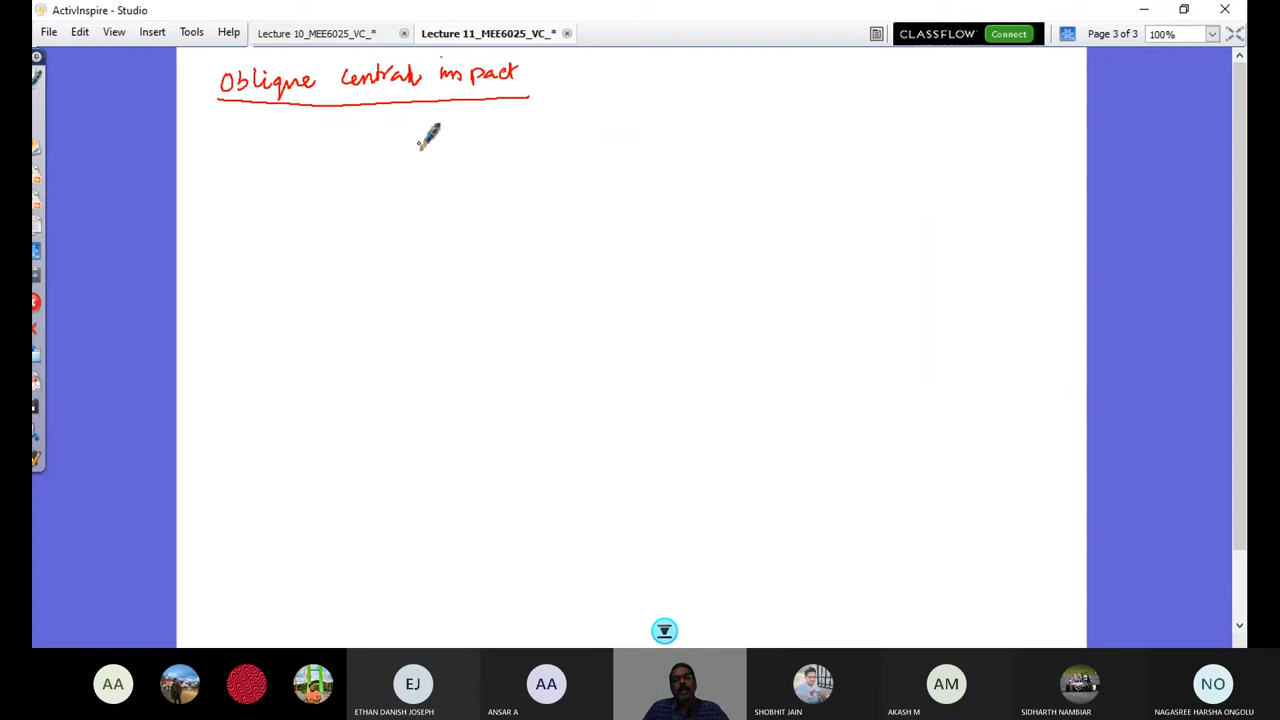 ActivInspire - Studio
File Edit View Insert Tools Help
Lecture 10_MEE6025_VC_*
Lecture 11_MEE6025_VC_*
CLASSFLOW Connect
Page 3 of 3
100%
Oblique central impact
AA
EJ
ETHAN DANISH JOSEPH
AA
ANSAR A
SHOBHIT JAIN
AM
AKASH M
SIDHARTH NAMBIAR
NO
NAGASREE HARSHA ONGOLU